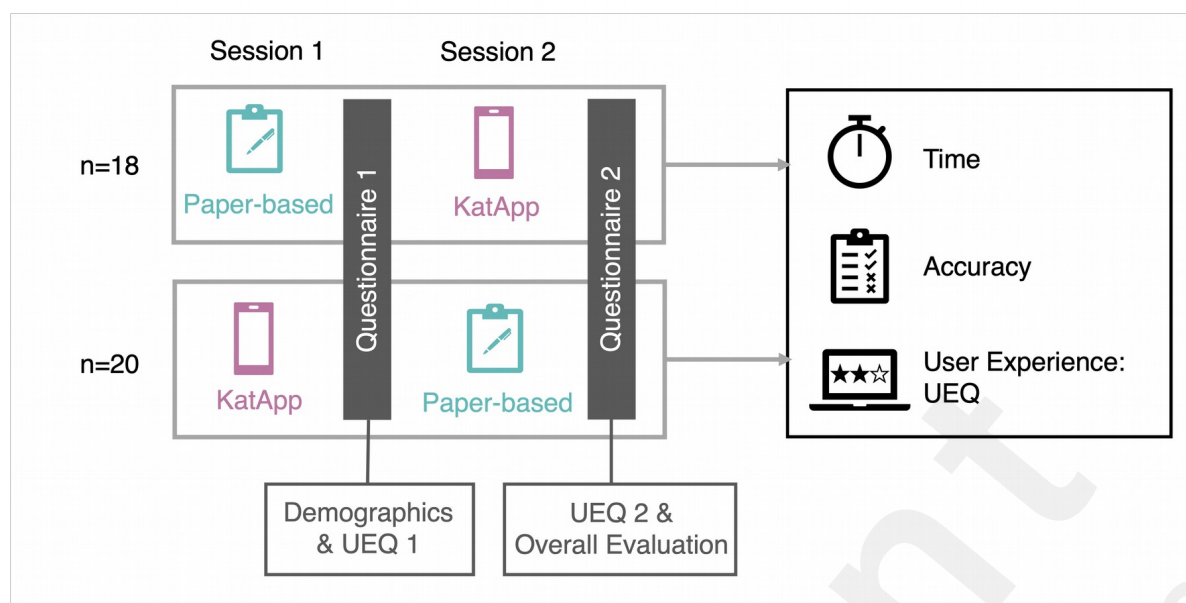 Session 1
Session 2
n=18
Paper-based
Questionnaire 1
KatApp
Questionnaire 2
n=20
KatApp
Paper-based
Demographics
& UEQ 1
UEQ 2 &
Overall Evaluation
Time
Accuracy
User Experience:
UEQ